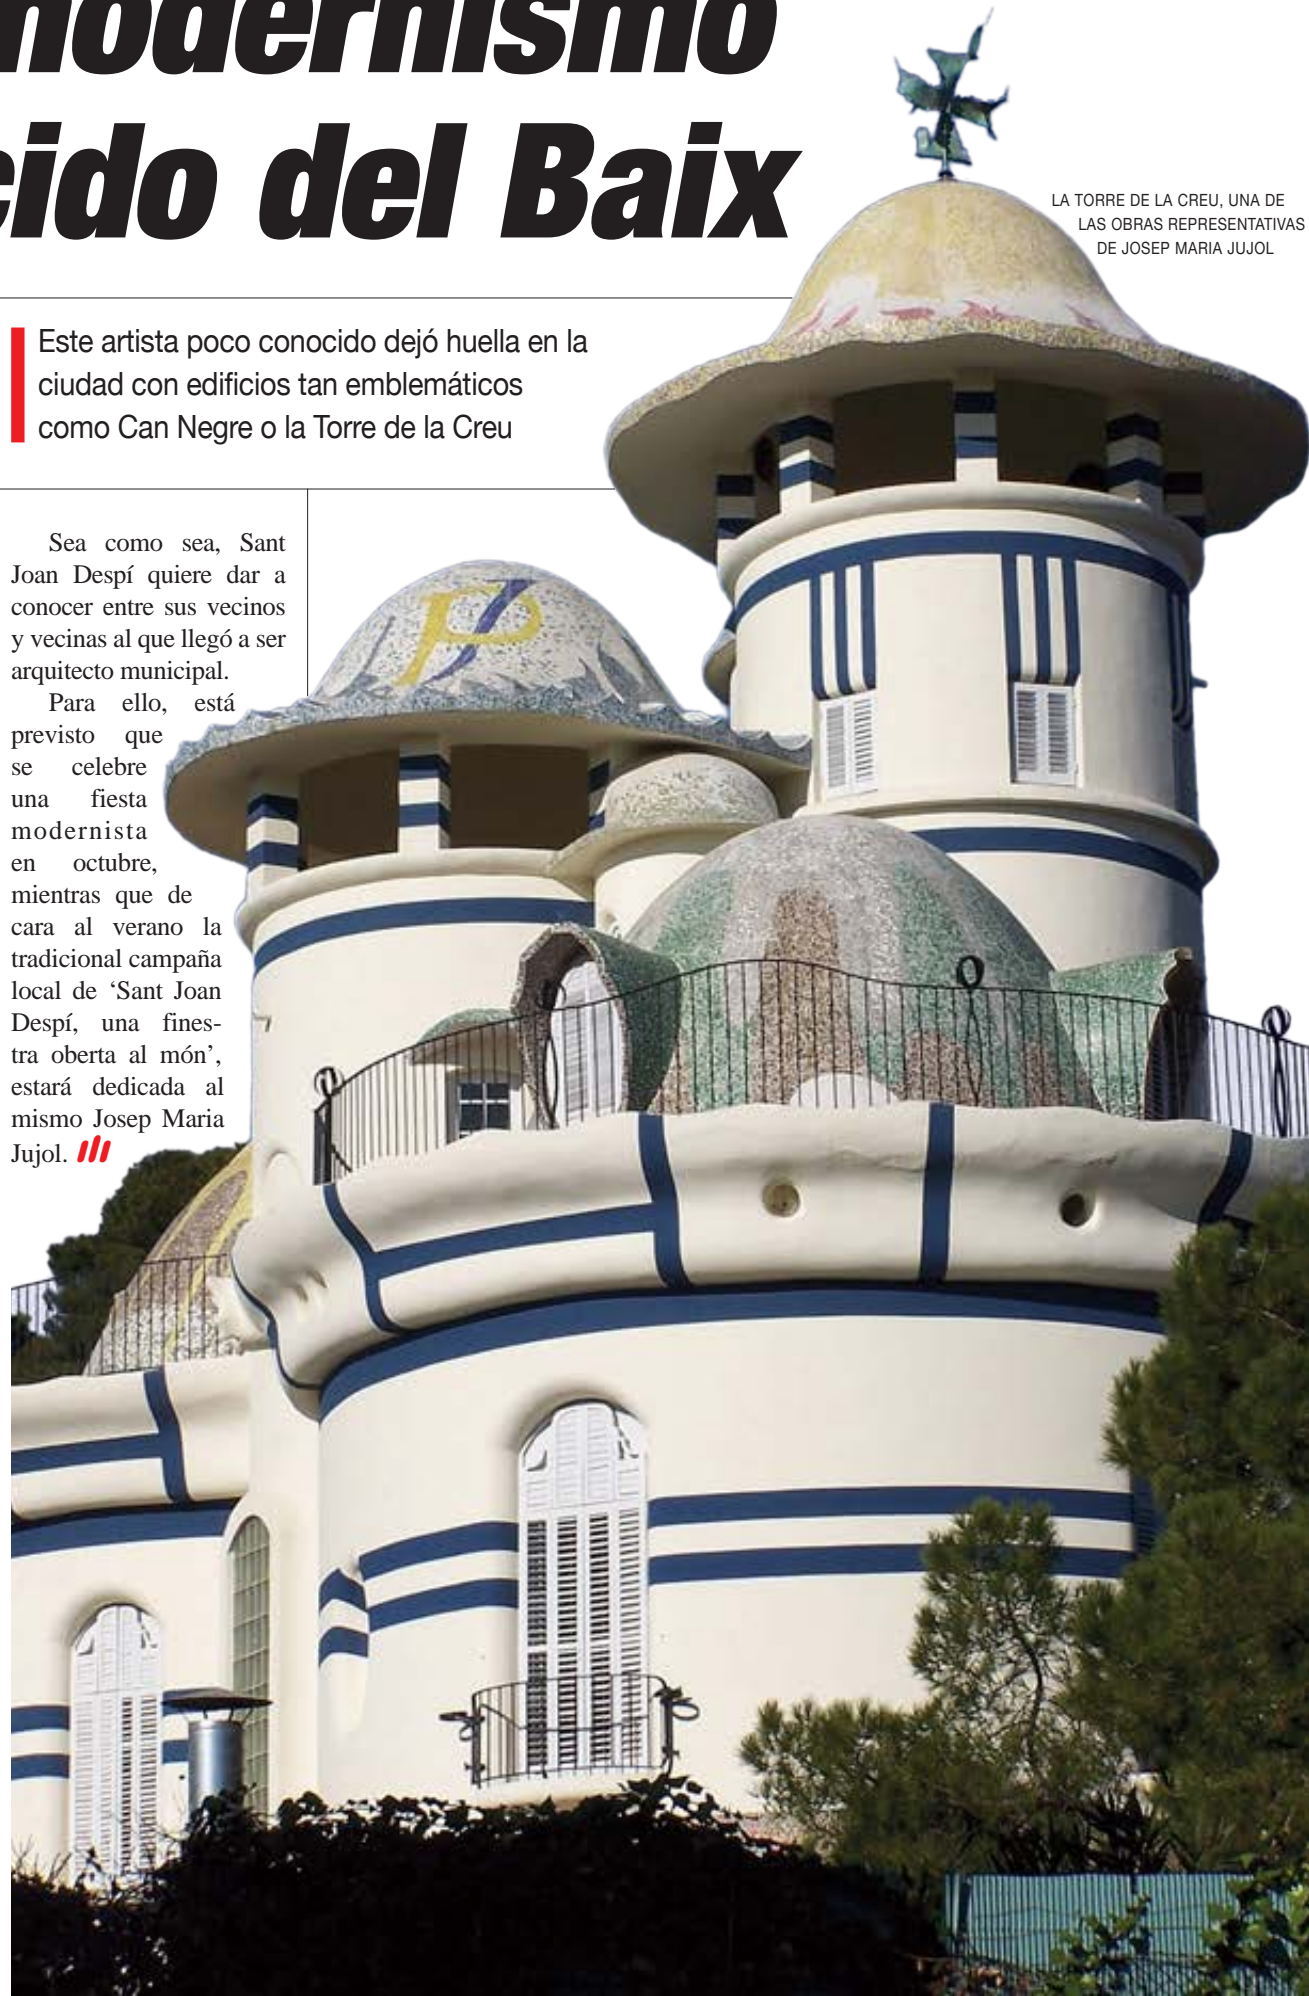 modernismo
cido del Baix
LA TORRE DE LA CREU, UNA DE
LAS OBRAS REPRESENTATIVAS
DE JOSEP MARIA JUJOL
Este artista poco conocido dejó huella en la
ciudad con edificios tan emblemáticos
como Can Negre o la Torre de la Creu
Sea como sea, Sant
Joan Despí quiere dar a
conocer entre sus vecinos
y vecinas al que llegó a ser
arquitecto municipal.
Para ello, está
previsto que
se celebre
una fiesta
modernista
en octubre,
mientras que de
cara al verano la
tradicional campaña
local de ‘Sant Joan
Despí, una fines-
tra oberta al món’,
estará dedicada al
mismo Josep Maria
Jujol.